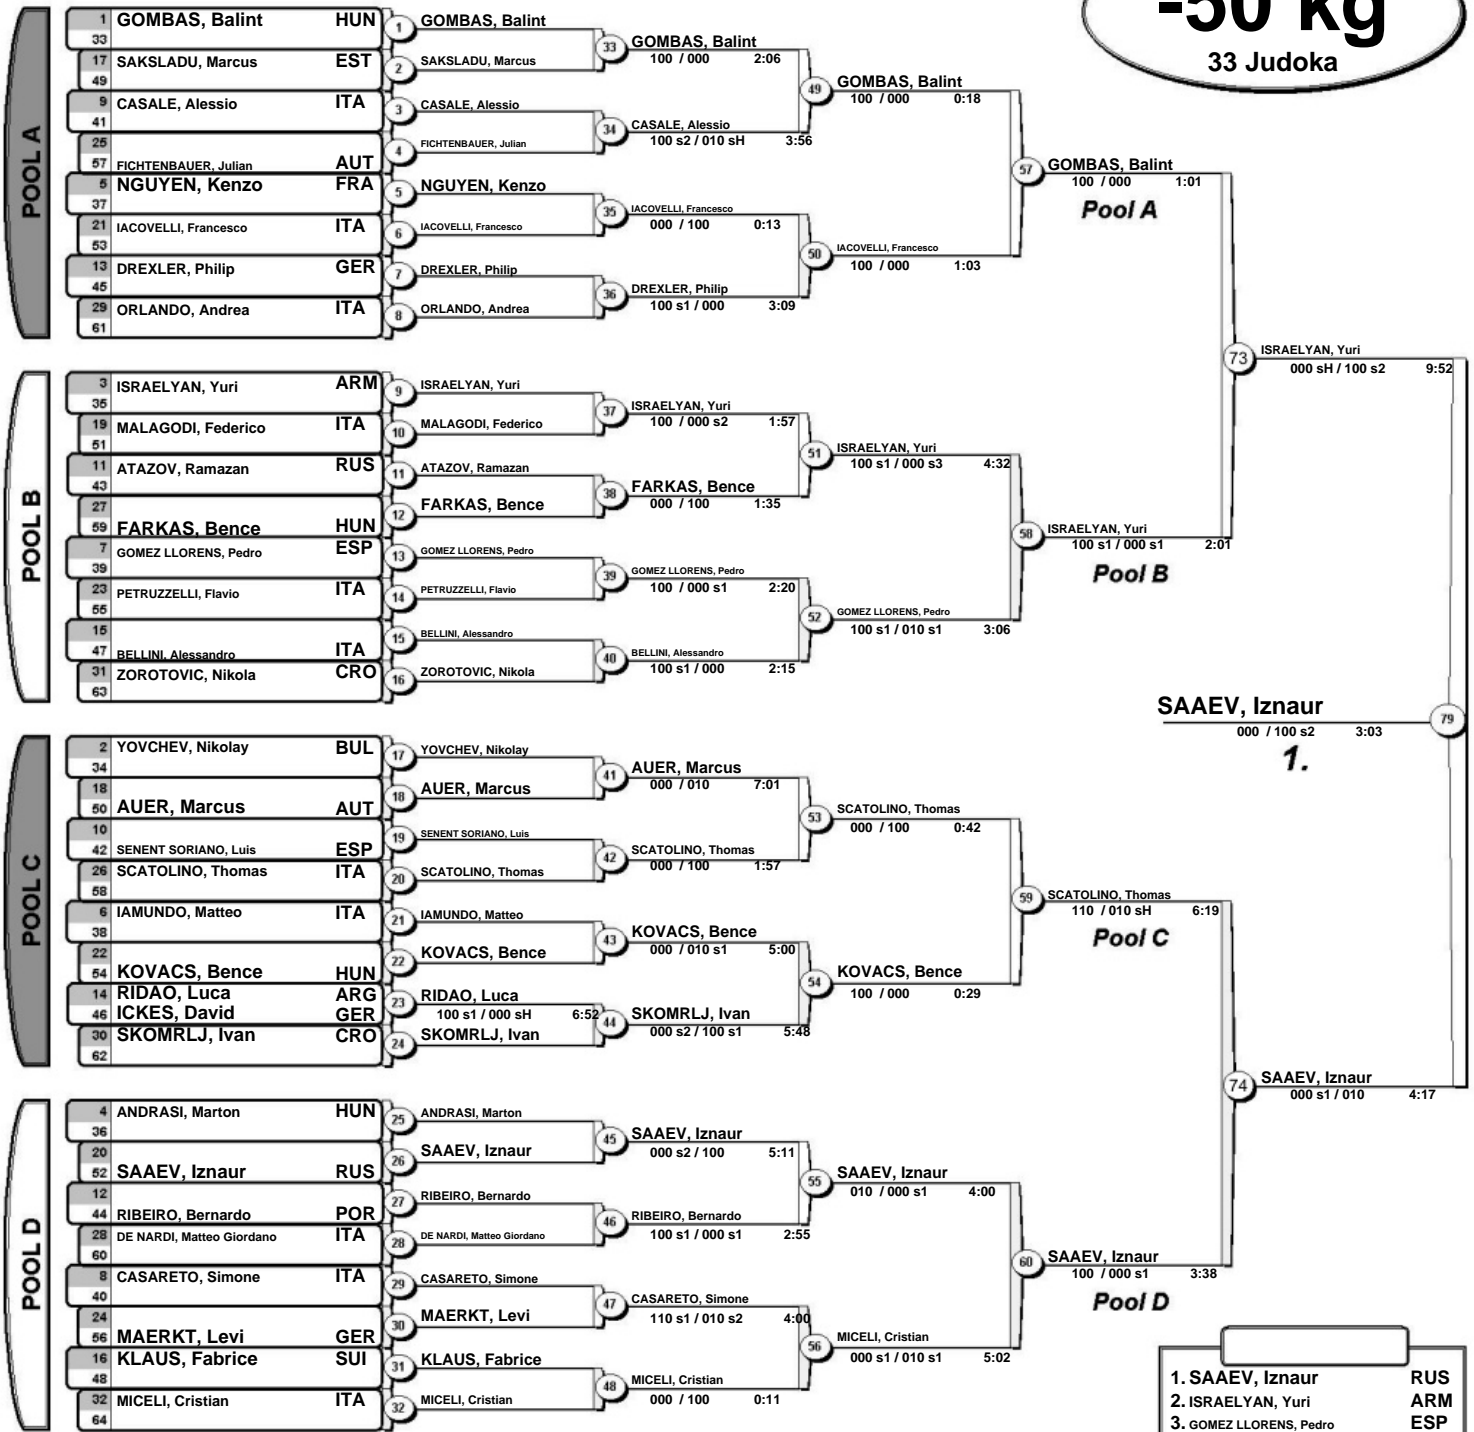 -50 kg
33 Judoka
POOL A
1 GOMBAS, Balint HUN
33
17 SAKSLADU, Marcus EST
49
9 CASALE, Alessio ITA
41
25
57 FICHTENBAUER, Julian AUT
5 NGUYEN, Kenzo FRA
37
21 IACOVELLI, Francesco ITA
53
13 DREXLER, Philip GER
45
29 ORLANDO, Andrea ITA
61
1 GOMBAS, Balint
2 SAKSLADU, Marcus
3 CASALE, Alessio
4 FICHTENBAUER, Julian
5 NGUYEN, Kenzo
6 IACOVELLI, Francesco
7 DREXLER, Philip
8 ORLANDO, Andrea
33 GOMBAS, Balint
100 / 000 2:06
34 CASALE, Alessio
100 s2 / 010 sH 3:56
35 IACOVELLI, Francesco
000 / 100 0:13
36 DREXLER, Philip
100 s1 / 000 3:09
49 GOMBAS, Balint
100 / 000 0:18
50 IACOVELLI, Francesco
100 / 000 1:03
57 GOMBAS, Balint
100 / 000 1:01
Pool A
POOL B
3 ISRAELYAN, Yuri ARM
35
19 MALAGODI, Federico ITA
51
11 ATAZOV, Ramazan RUS
43
27
59 FARKAS, Bence HUN
7 GOMEZ LLORENS, Pedro ESP
39
23 PETRUZZELLI, Flavio ITA
55
15
47 BELLINI, Alessandro ITA
31 ZOROTOVIC, Nikola CRO
63
9 ISRAELYAN, Yuri
10 MALAGODI, Federico
11 ATAZOV, Ramazan
12 FARKAS, Bence
13 GOMEZ LLORENS, Pedro
14 PETRUZZELLI, Flavio
15 BELLINI, Alessandro
16 ZOROTOVIC, Nikola
37 ISRAELYAN, Yuri
100 / 000 s2 1:57
38 FARKAS, Bence
000 / 100 1:35
39 GOMEZ LLORENS, Pedro
100 / 000 s1 2:20
40 BELLINI, Alessandro
100 s1 / 000 2:15
51 ISRAELYAN, Yuri
100 s1 / 000 s3 4:32
52 GOMEZ LLORENS, Pedro
100 s1 / 010 s1 3:06
58 ISRAELYAN, Yuri
100 s1 / 000 s1 2:01
Pool B
73 ISRAELYAN, Yuri
000 sH / 100 s2 9:52
SAAEV, Iznaur 79
000 / 100 s2 3:03
1.
POOL C
2 YOVCHEV, Nikolay BUL
34
18
50 AUER, Marcus AUT
10
42 SENENT SORIANO, Luis ESP
26 SCATOLINO, Thomas ITA
58
6 IAMUNDO, Matteo ITA
38
22
54 KOVACS, Bence HUN
14 RIDAO, Luca ARG
46 ICKES, David GER
30 SKOMRLJ, Ivan CRO
62
17 YOVCHEV, Nikolay
18 AUER, Marcus
19 SENENT SORIANO, Luis
20 SCATOLINO, Thomas
21 IAMUNDO, Matteo
22 KOVACS, Bence
23 RIDAO, Luca
100 s1 / 000 sH 6:52
24 SKOMRLJ, Ivan
41 AUER, Marcus
000 / 010 7:01
42 SCATOLINO, Thomas
000 / 100 1:57
43 KOVACS, Bence
000 / 010 s1 5:00
44 SKOMRLJ, Ivan
000 s2 / 100 s1 5:48
53 SCATOLINO, Thomas
000 / 100 0:42
54 KOVACS, Bence
100 / 000 0:29
59 SCATOLINO, Thomas
110 / 010 sH 6:19
Pool C
POOL D
4 ANDRASI, Marton HUN
36
20
52 SAAEV, Iznaur RUS
12
44 RIBEIRO, Bernardo POR
28 DE NARDI, Matteo Giordano ITA
60
8 CASARETO, Simone ITA
40
24
56 MAERKT, Levi GER
16 KLAUS, Fabrice SUI
48
32 MICELI, Cristian ITA
64
25 ANDRASI, Marton
26 SAAEV, Iznaur
27 RIBEIRO, Bernardo
28 DE NARDI, Matteo Giordano
29 CASARETO, Simone
30 MAERKT, Levi
31 KLAUS, Fabrice
32 MICELI, Cristian
45 SAAEV, Iznaur
000 s2 / 100 5:11
46 RIBEIRO, Bernardo
100 s1 / 000 s1 2:55
47 CASARETO, Simone
110 s1 / 010 s2 4:00
48 MICELI, Cristian
000 / 100 0:11
55 SAAEV, Iznaur
010 / 000 s1 4:00
56 MICELI, Cristian
000 s1 / 010 s1 5:02
60 SAAEV, Iznaur
100 / 000 s1 3:38
Pool D
74 SAAEV, Iznaur
000 s1 / 010 4:17
1. SAAEV, Iznaur RUS
2. ISRAELYAN, Yuri ARM
3. GOMEZ LLORENS, Pedro ESP